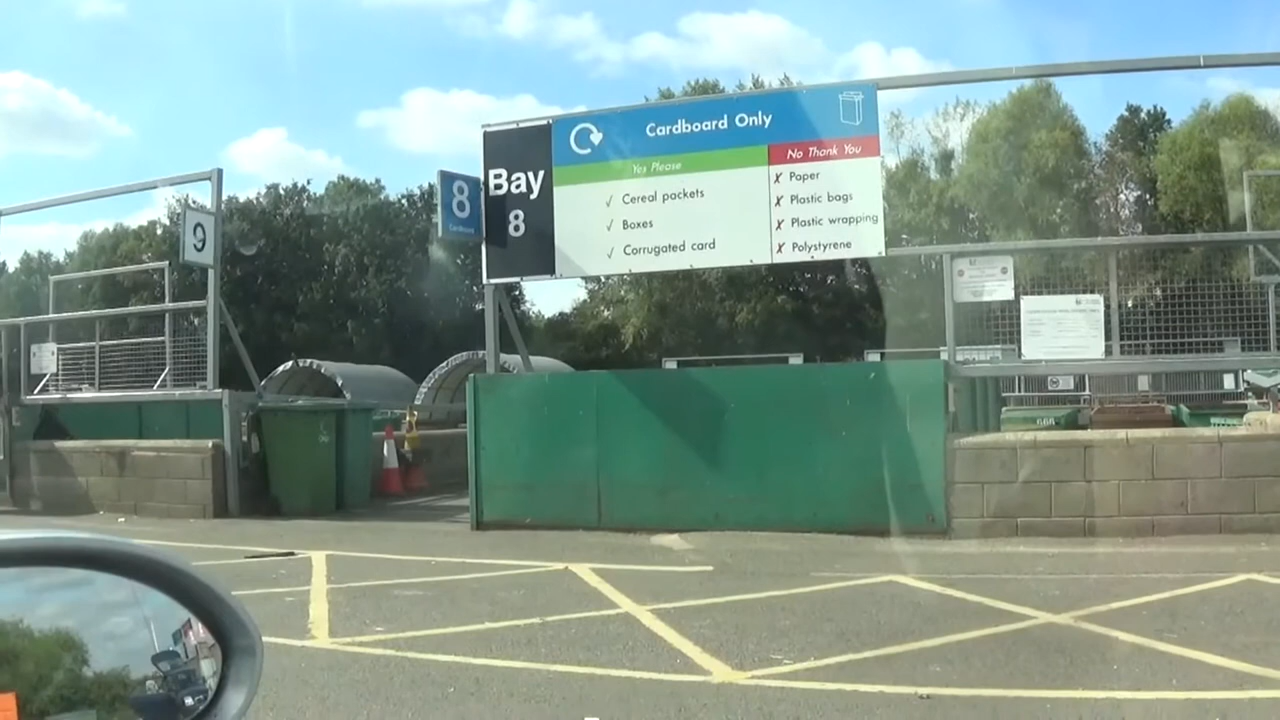 9
8
Cardboard
Bay
8
Cardboard Only
Yes Please
No Thank You
✓ Cereal packets
✓ Boxes
✓ Corrugated card
✗ Paper
✗ Plastic bags
✗ Plastic wrapping
✗ Polystyrene
666